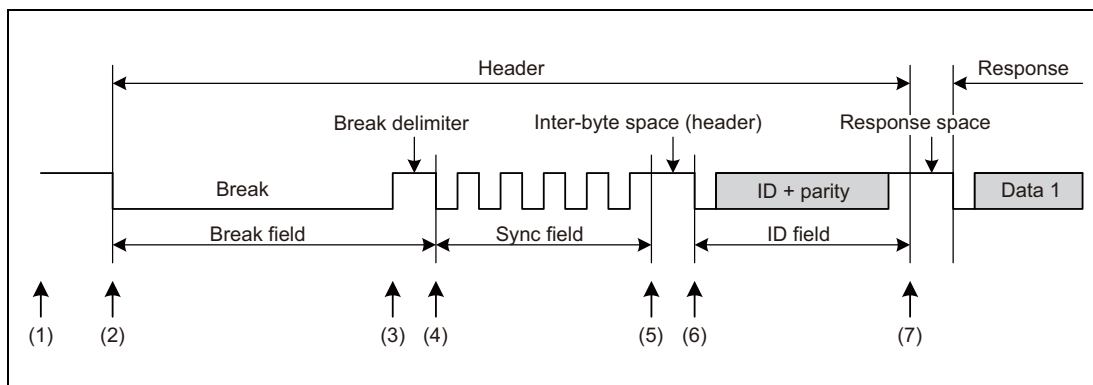 Header
Response
Break delimiter
Inter-byte space (header)
Response space
Break
ID + parity
Data 1
Break field
Sync field
ID field
(1)
(2)
(3)
(4)
(5)
(6)
(7)